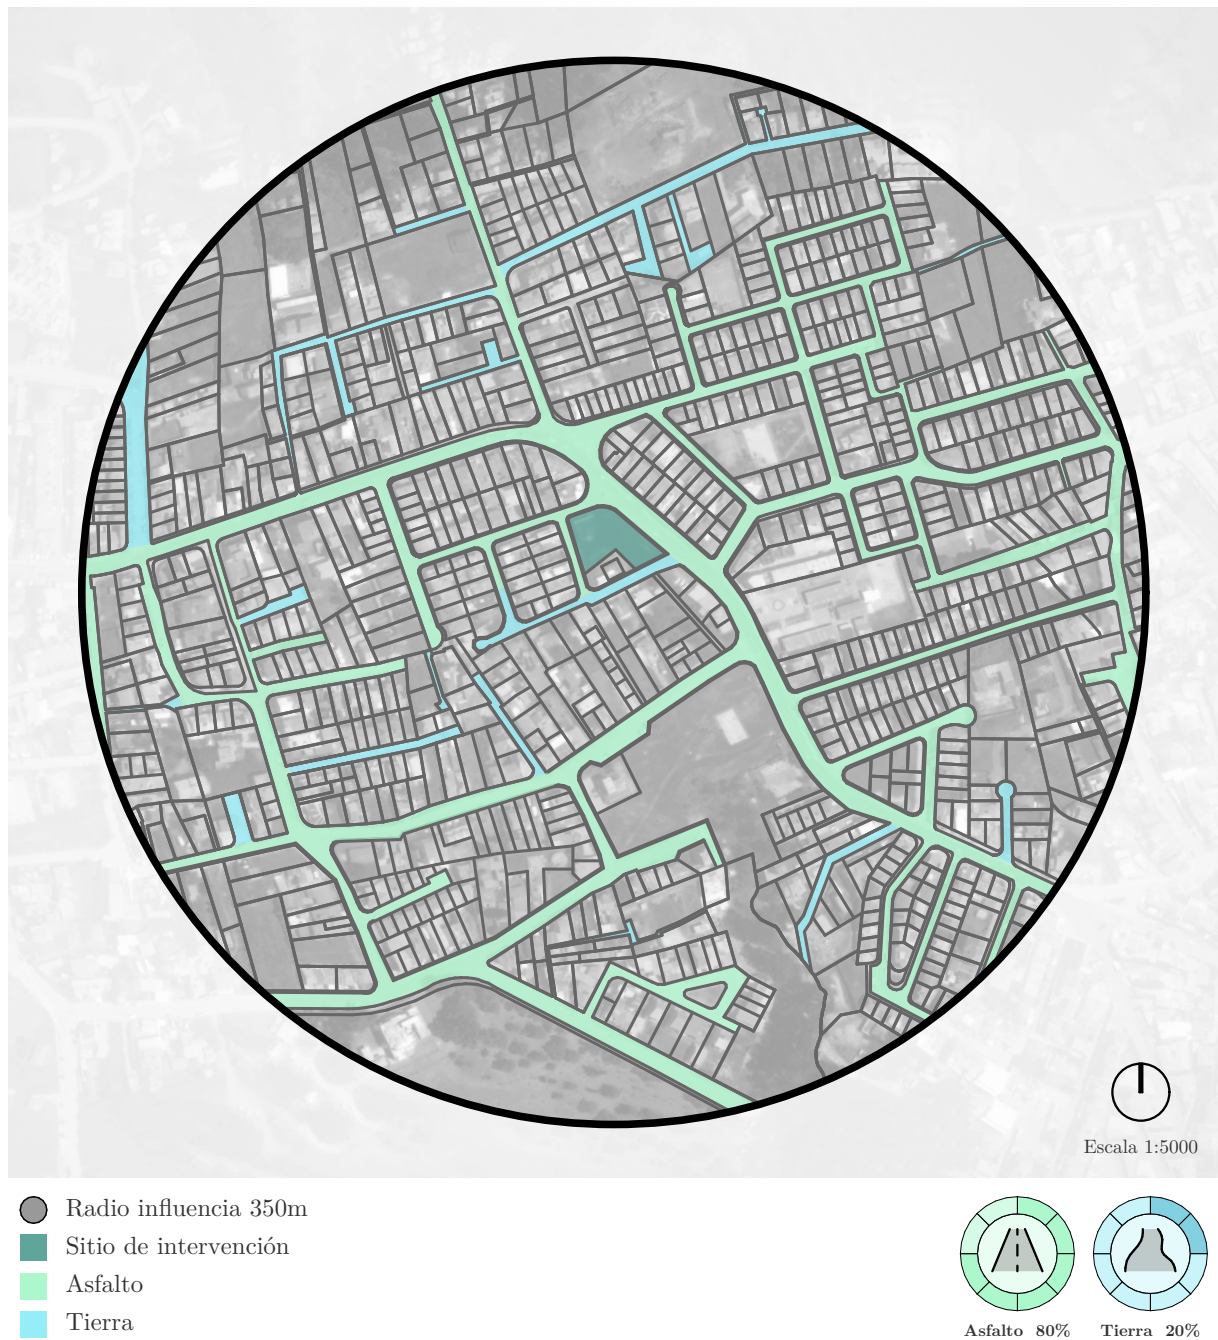 Escala 1:5000
Radio influencia 350m
Sitio de intervención
Asfalto
Tierra
Asfalto 80%
Tierra 20%